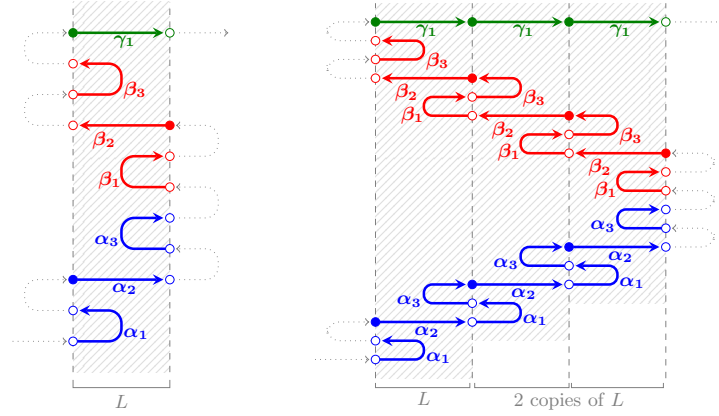 γ₁ γ₁ γ₁ γ₁
β₃ β₃
β₂ β₂ β₃
β₁ β₂ β₃
β₁ β₁ β₂
β₁
α₃ α₃
α₃ α₂
α₂ α₃ α₂ α₁
α₁ α₂ α₁
α₁
L L 2 copies of L